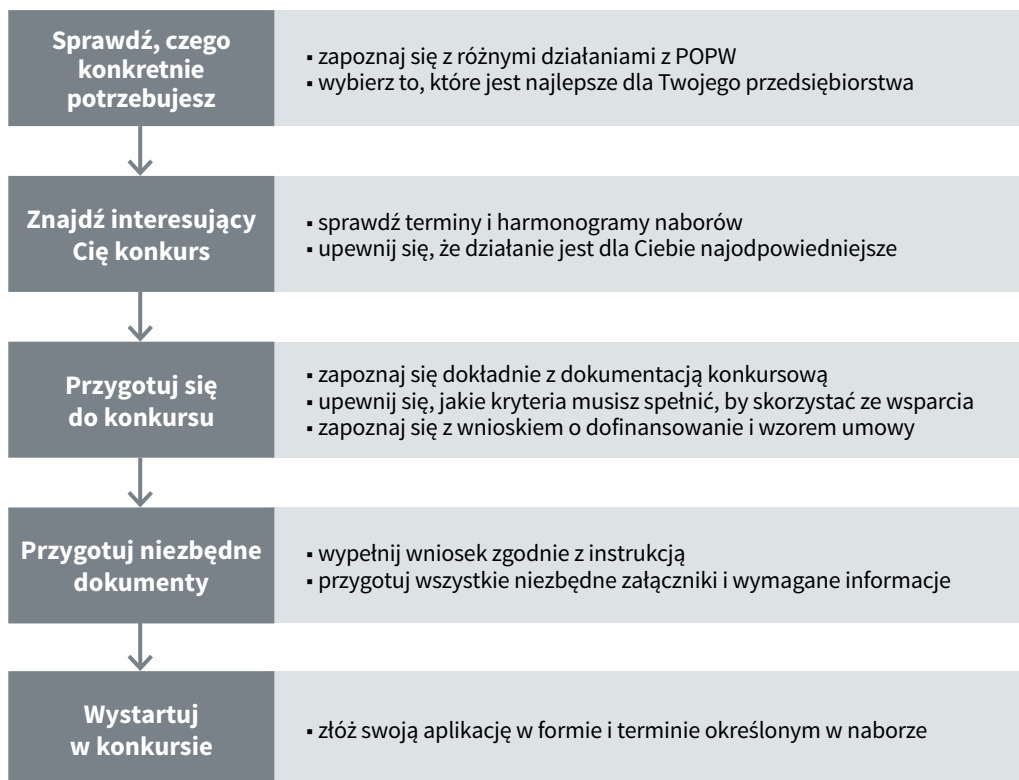 Sprawdź, czego
konkretnie
potrzebujesz
▪ zapoznaj się z różnymi działaniami z POPW
▪ wybierz to, które jest najlepsze dla Twojego przedsiębiorstwa
Znajdź interesujący
Cię konkurs
▪ sprawdź terminy i harmonogramy naborów
▪ upewnij się, że działanie jest dla Ciebie najodpowiedniejsze
Przygotuj się
do konkursu
▪ zapoznaj się dokładnie z dokumentacją konkursową
▪ upewnij się, jakie kryteria musisz spełnić, by skorzystać ze wsparcia
▪ zapoznaj się z wnioskiem o dofinansowanie i wzorem umowy
Przygotuj niezbędne
dokumenty
▪ wypełnij wniosek zgodnie z instrukcją
▪ przygotuj wszystkie niezbędne załączniki i wymagane informacje
Wystartuj
w konkursie
▪ złóż swoją aplikację w formie i terminie określonym w naborze